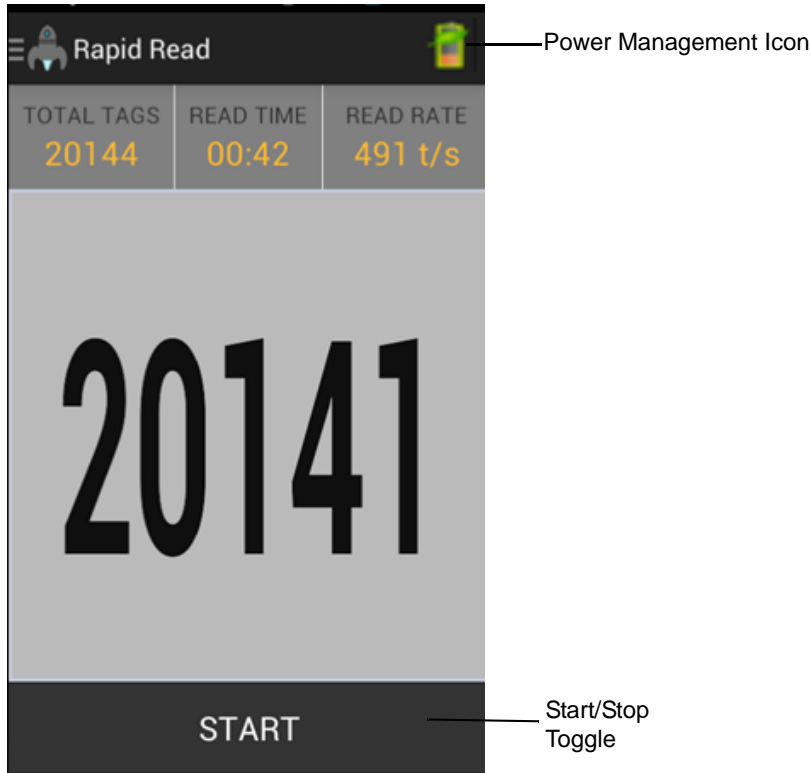 Rapid Read
Power Management Icon
TOTAL TAGS READ TIME READ RATE
20144 00:42 491 t/s
20141
START
Start/Stop
Toggle